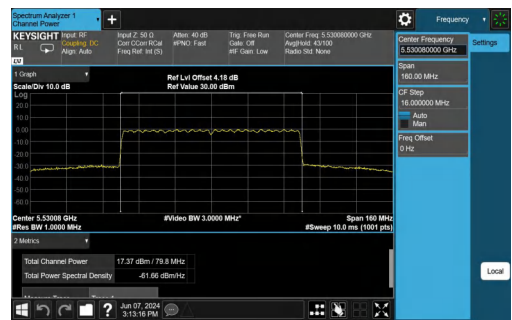 Spectrum Analyzer 1
Channel Power
Frequency
KEYSIGHT Input: RF
Coupling: DC
Align: Auto
RL
Input Z: 50 Ω
Corr CCorr RCal
Freq Ref: Int (S)
Atten: 40 dB
#PNO: Fast
Trig: Free Run
Gate: Off
#IF Gain: Low
Center Freq: 5.530080000 GHz
Avg|Hold: 43/100
Radio Std: None
LV
Center Frequency
5.530080000 GHz
Settings
Span
160.00 MHz
CF Step
16.000000 MHz
Auto
Man
Freq Offset
0 Hz
1 Graph
Scale/Div 10.0 dB
Ref Lvl Offset 4.18 dB
Ref Value 30.00 dBm
Log
20.0
10.0
0.00
-10.0
-20.0
-30.0
-40.0
-50.0
-60.0
Center 5.53008 GHz
#Res BW 1.0000 MHz
#Video BW 3.0000 MHz*
Span 160 MHz
#Sweep 10.0 ms (1001 pts)
2 Metrics
Total Channel Power 17.37 dBm / 79.8 MHz
Total Power Spectral Density -61.66 dBm/Hz
Local
Jun 07, 2024
3:13:16 PM